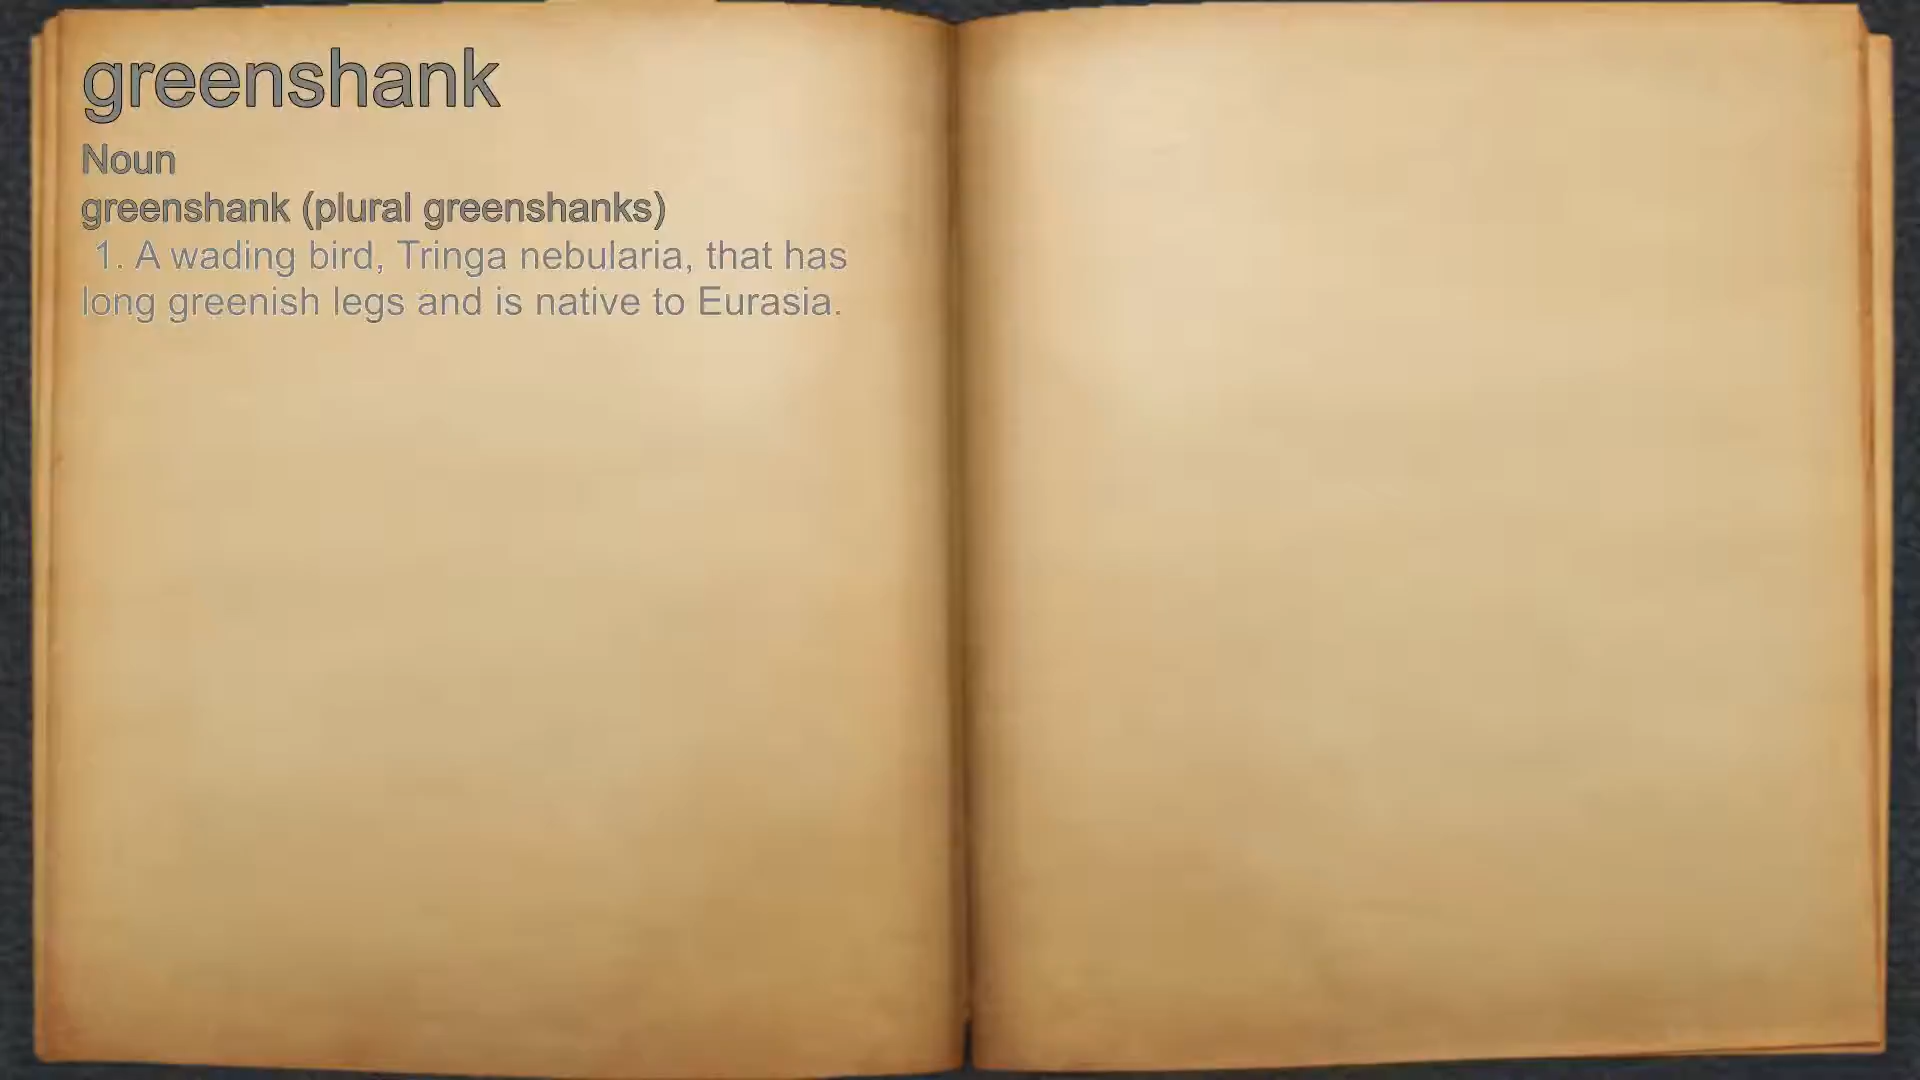 greenshank
Noun
greenshank (plural greenshanks)
1. A wading bird, Tringa nebularia, that has
long greenish legs and is native to Eurasia.